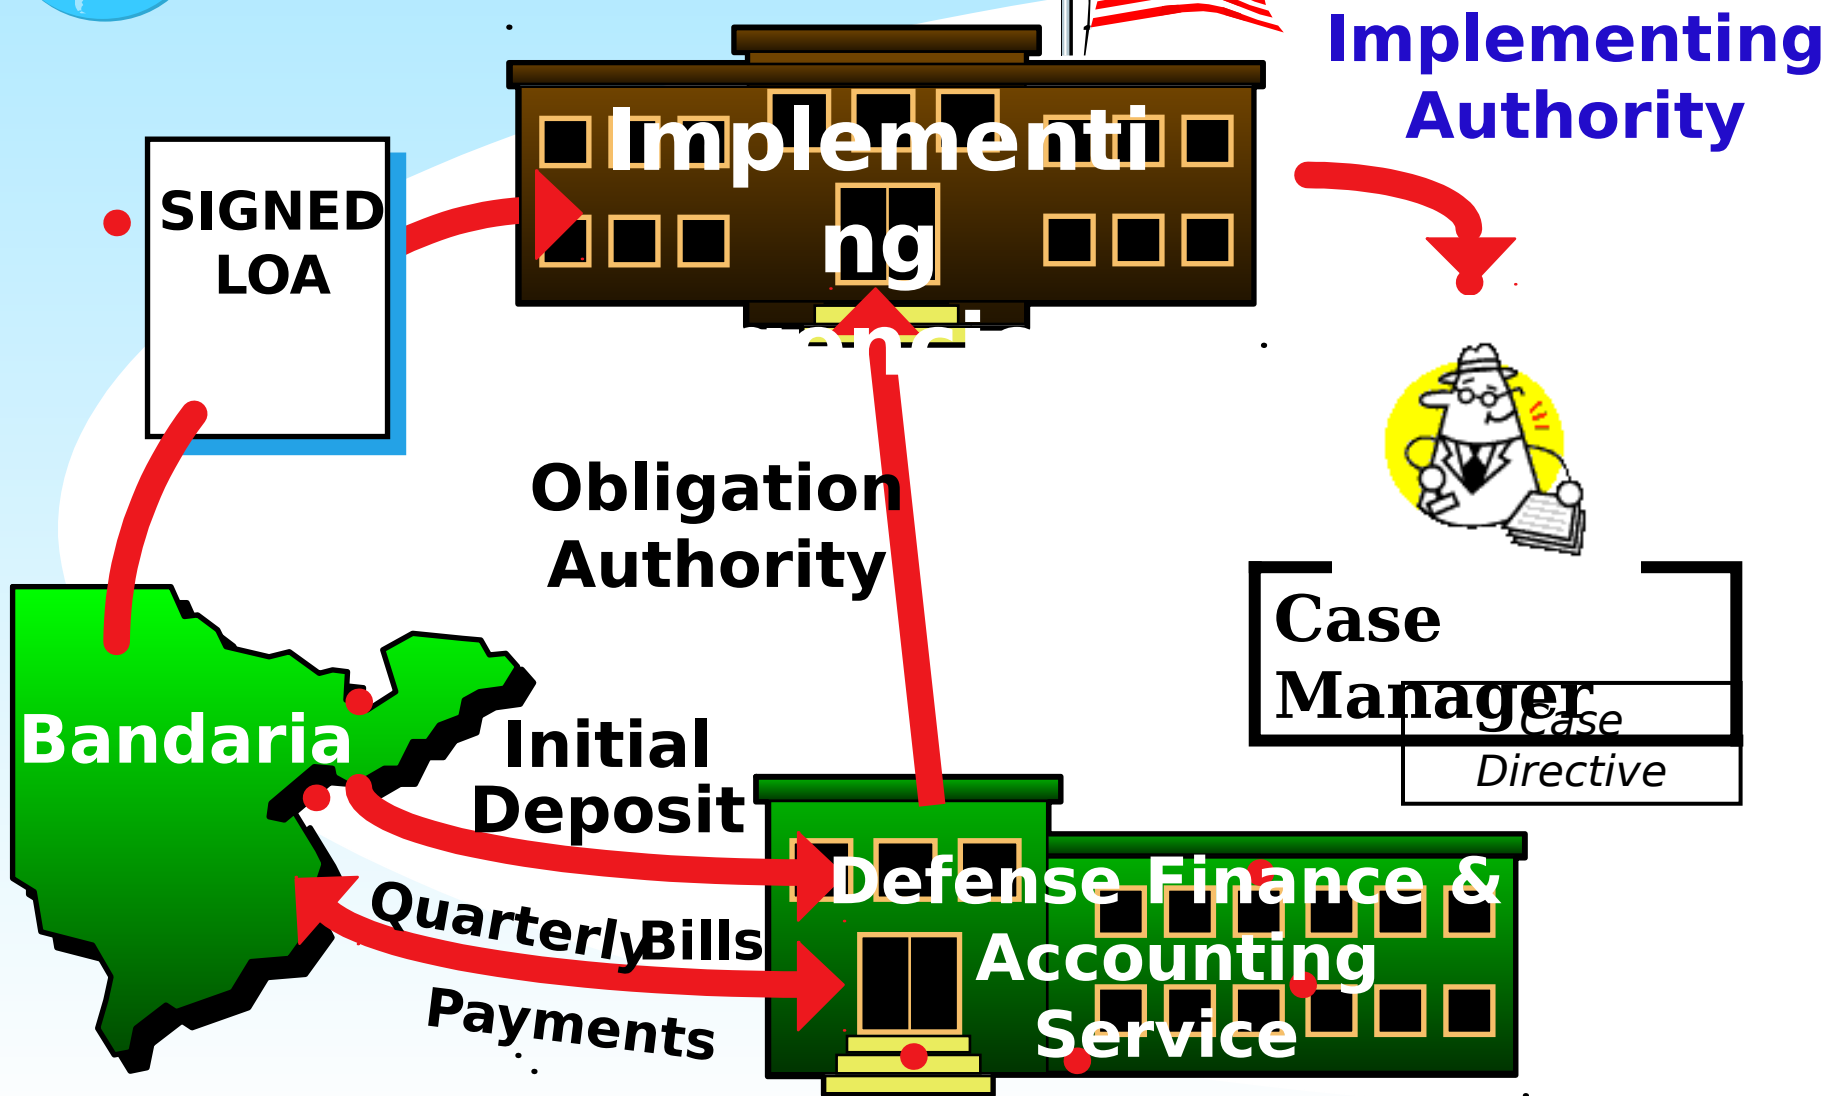 Implementing
Authority
SIGNED
LOA
Implementi
ng
Obligation
Authority
Case
Manager
Case
Directive
Bandaria
Initial
Deposit
Quarterly Bills
Payments
Defense Finance &
Accounting
Service